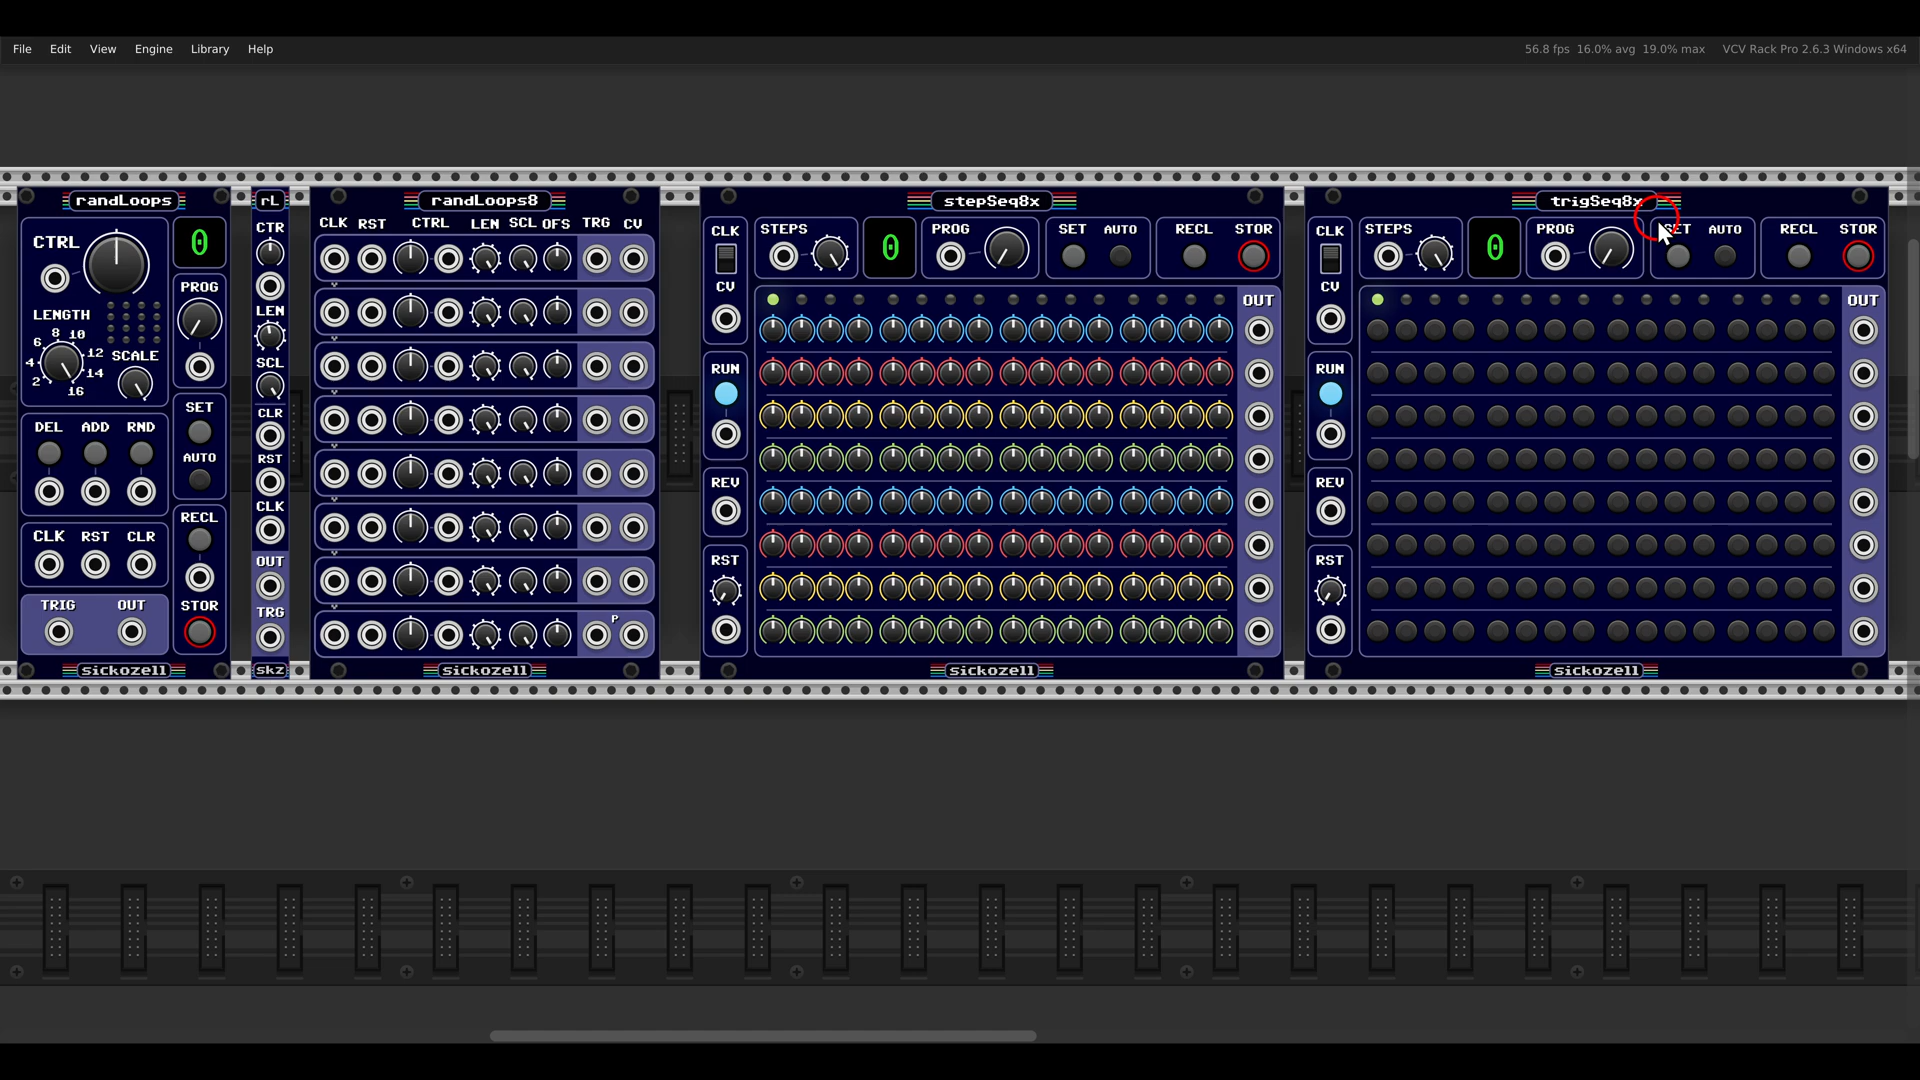 File Edit View Engine Library Help
56.8 fps 16.0% avg 19.0% max VCV Rack Pro 2.6.3 Windows x64
randLoops
CTRL
0
PROG
LENGTH
2 4 6 8 10 12 14 16
SCALE
DEL ADD RND
SET
AUTO
CLK RST CLR
RECL
TRIG OUT
STOR
sickozell
rL
CTR
LEN
SCL
CLR
RST
CLK
OUT
TRG
skz
randLoops8
CLK RST CTRL LEN SCL OFS TRG CV
P
sickozell
stepSeq8x
CLK STEPS 0 PROG SET AUTO RECL STOR
CV
OUT
RUN
REV
RST
sickozell
trigSeq8x
CLK STEPS 0 PROG SET AUTO RECL STOR
CV
OUT
RUN
REV
RST
sickozell